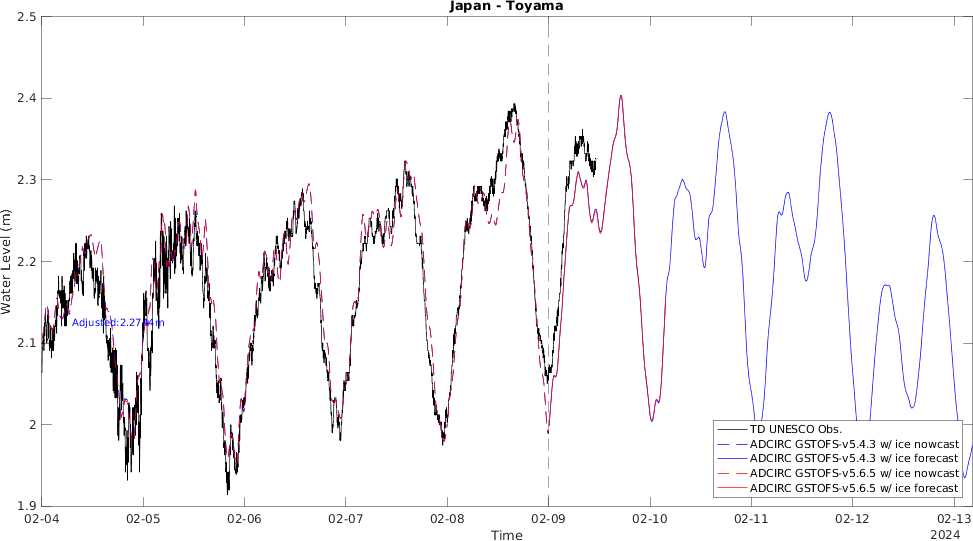 Japan - Toyama
2.5
2.4
2.3
2.2
2.1
2
1.9
Water Level (m)
Adjusted:2.2744m
TD UNESCO Obs.
ADCIRC GSTOFS-v5.4.3 w/ ice nowcast
ADCIRC GSTOFS-v5.4.3 w/ ice forecast
ADCIRC GSTOFS-v5.6.5 w/ ice nowcast
ADCIRC GSTOFS-v5.6.5 w/ ice forecast
02-04 02-05 02-06 02-07 02-08 02-09 02-10 02-11 02-12 02-13
Time 2024